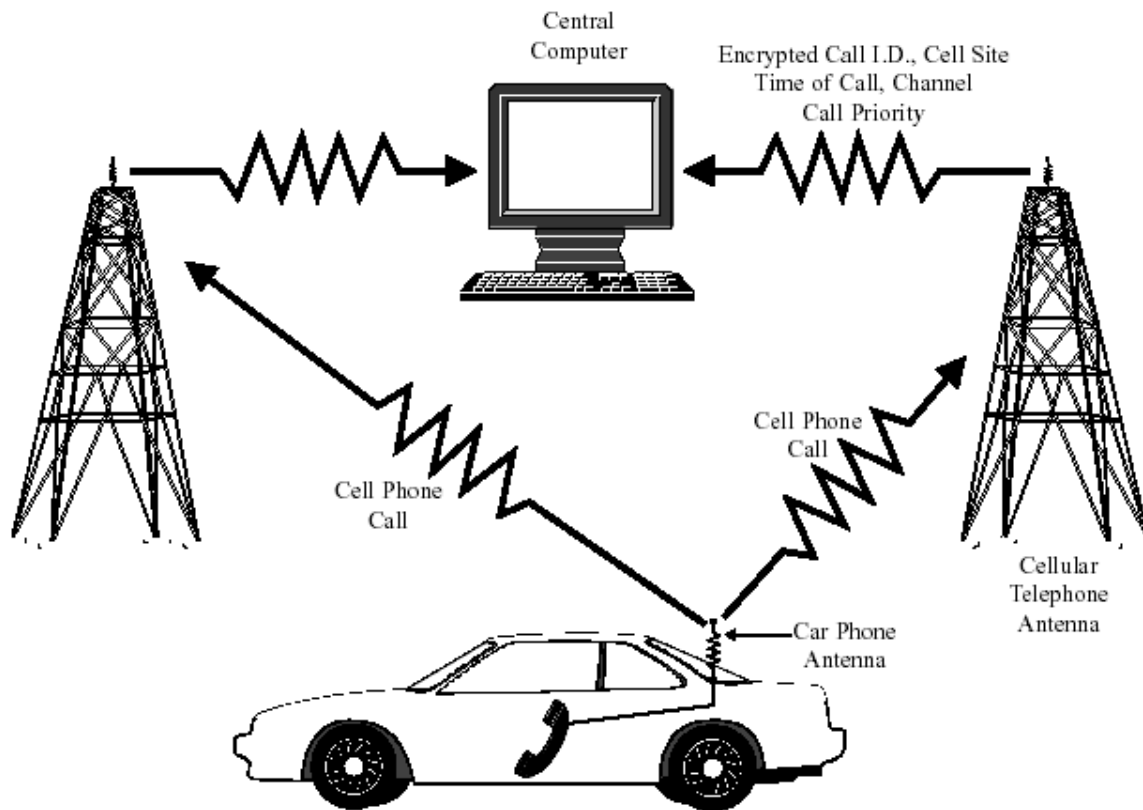 Central
Computer
Encrypted Call I.D., Cell Site
Time of Call, Channel
Call Priority
Cell Phone
Call
Cell Phone
Call
Cellular
Telephone
Antenna
Car Phone
Antenna